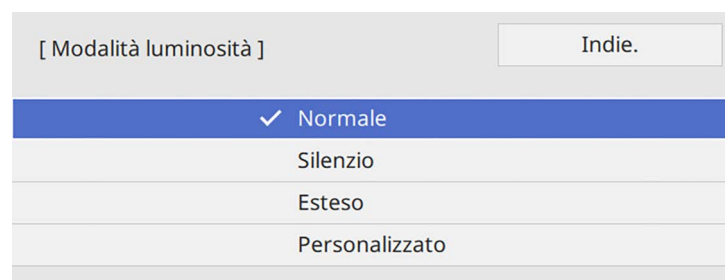 [ Modalità luminosità ]
Indie.
Normale
Silenzio
Esteso
Personalizzato